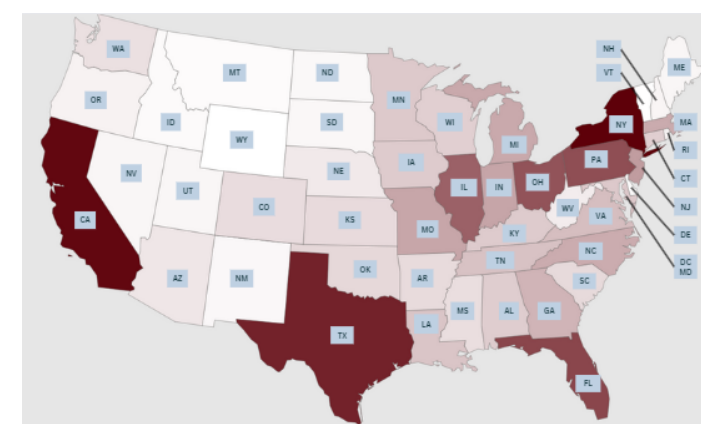 WA
NH
VT
ME
MT
ND
OR
MN
ID
SD
WI
NY
MA
WY
MI
RI
NV
UT
NE
IA
PA
CT
CO
IL
IN
OH
NJ
KS
MO
WV
VA
CA
KY
DE
NC
TN
AZ
NM
OK
AR
SC
DC
MD
MS
AL
GA
LA
TX
FL